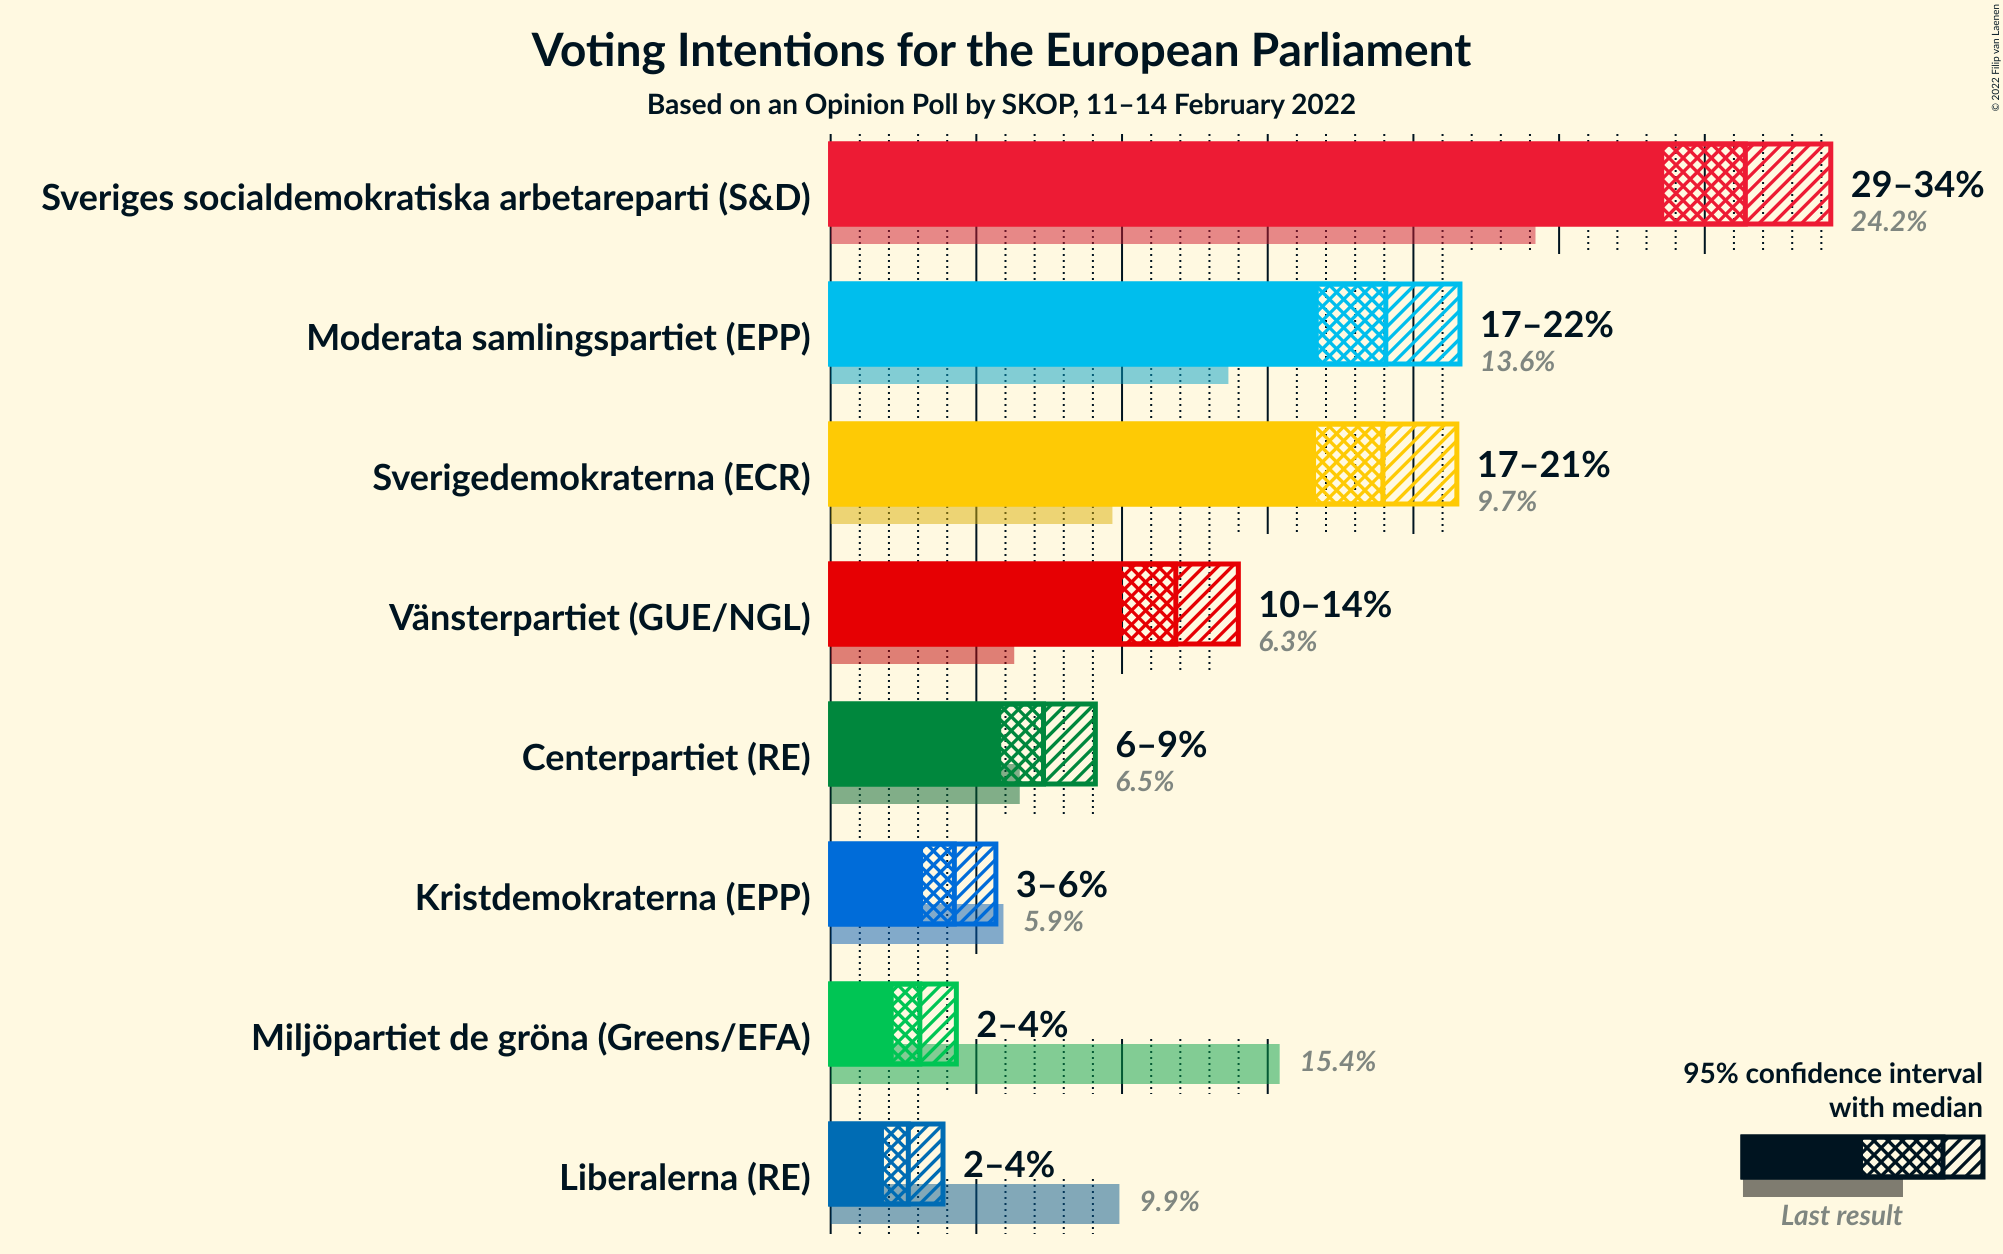 Voting Intentions for the European Parliament
Based on an Opinion Poll by SKOP, 11–14 February 2022
© 2022 Filip van Laenen
Sveriges socialdemokratiska arbetareparti (S&D)
29–34%
24.2%
Moderata samlingspartiet (EPP)
17–22%
13.6%
Sverigedemokraterna (ECR)
17–21%
9.7%
Vänsterpartiet (GUE/NGL)
10–14%
6.3%
Centerpartiet (RE)
6–9%
6.5%
Kristdemokraterna (EPP)
3–6%
5.9%
Miljöpartiet de gröna (Greens/EFA)
2–4%
15.4%
Liberalerna (RE)
2–4%
9.9%
95% confidence interval
with median
Last result